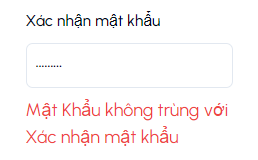 Xác nhận mật khẩu
.........
Mật Khẩu không trùng với
Xác nhận mật khẩu